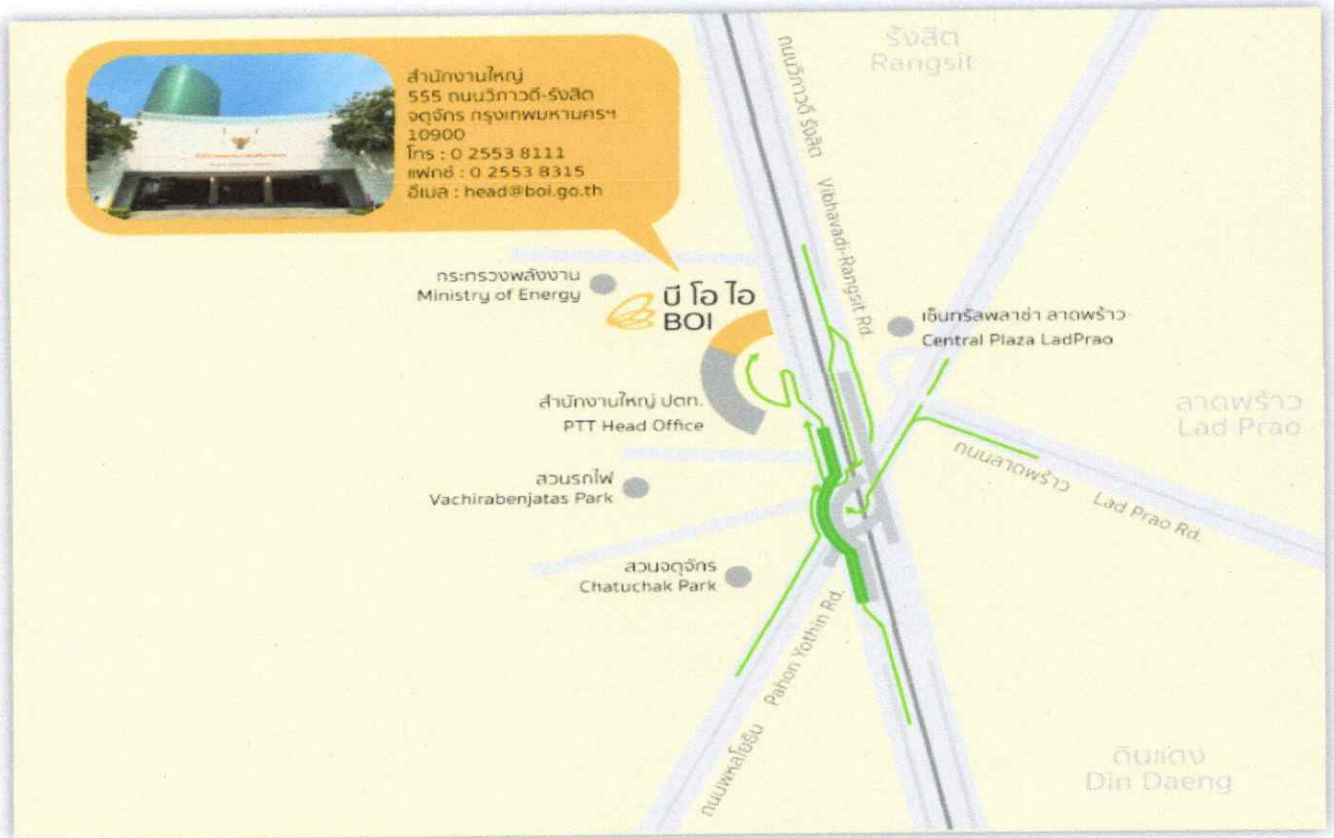 สำนักงานใหญ่
555 ถนนวิภาวดี-รังสิต
จตุจักร กรุงเทพมหานครฯ
10900
โทร : 0 2553 8111
แฟกซ์ : 0 2553 8315
อีเมล : head@boi.go.th
รังสิต
Rangsit
ถนนวิภาวดี รังสิต Vibhavadi-Rangsit Rd.
กระทรวงพลังงาน
Ministry of Energy
บี โอ ไอ
BOI
เซ็นทรัลพลาซ่า ลาดพร้าว
Central Plaza LadPrao
สำนักงานใหญ่ ปตท.
PTT Head Office
ลาดพร้าว
Lad Prao
ถนนลาดพร้าว Lad Prao Rd.
สวนรถไฟ
Vachirabenjatas Park
สวนจตุจักร
Chatuchak Park
ถนนพหลโยธิน Pahon Yothin Rd.
ดินแดง
Din Daeng